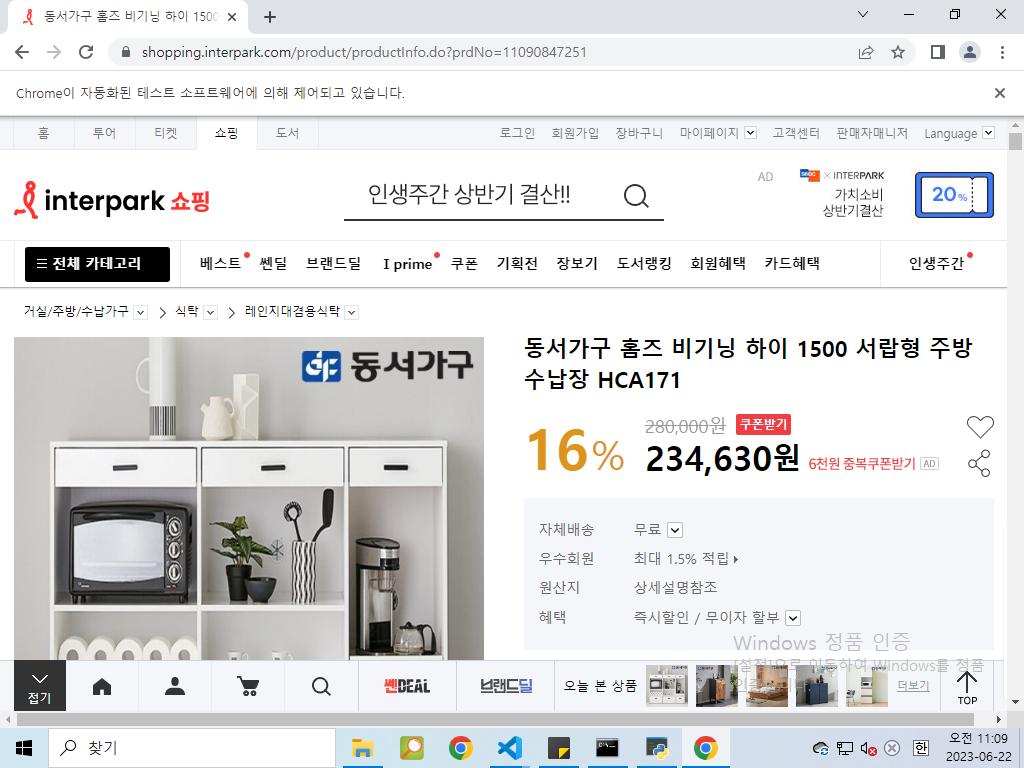 동서가구 홈즈 비기닝 하이 1500
shopping.interpark.com/product/productInfo.do?prdNo=11090847251
Chrome이 자동화된 테스트 소프트웨어에 의해 제어되고 있습니다.
홈 투어 티켓 쇼핑 도서 로그인 회원가입 장바구니 마이페이지 고객센터 판매자매니저 Language
interpark 쇼핑
인생주간 상반기 결산!!
AD
× INTERPARK
가치소비
상반기결산
20%
전체 카테고리 베스트 쎈딜 브랜드딜 I prime 쿠폰 기획전 장보기 도서랭킹 회원혜택 카드혜택 인생주간
거실/주방/수납가구 식탁 레인지대겸용식탁
동서가구
동서가구 홈즈 비기닝 하이 1500 서랍형 주방
수납장 HCA171
16%
280,000원 쿠폰받기
234,630원 6천원 중복쿠폰받기 AD
자체배송 무료
우수회원 최대 1.5% 적립
원산지 상세설명참조
혜택 즉시할인 / 무이자 할부
Windows 정품 인증
[설정]으로 이동하여 Windows를 정품
접기
쎈DEAL
브랜드딜
오늘 본 상품
더보기
TOP
찾기
한
오전 11:09
2023-06-22